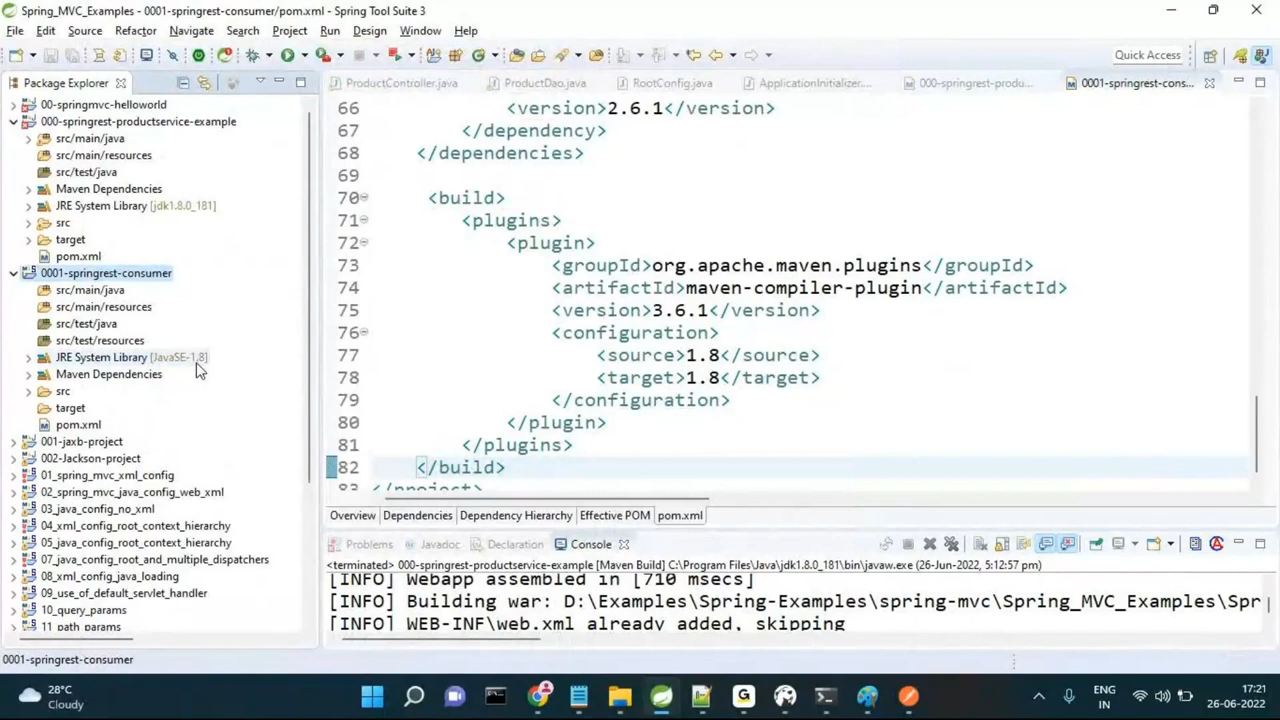 Spring_MVC_Examples - 0001-springrest-consumer/pom.xml - Spring Tool Suite 3
File Edit Source Refactor Navigate Search Project Run Design Window Help
Quick Access
Package Explorer
ProductController.java ProductDao.java RootConfig.java ApplicationInitializer.... 000-springrest-produ... 0001-springrest-cons...
00-springmvc-helloworld
000-springrest-productservice-example
src/main/java
src/main/resources
src/test/java
Maven Dependencies
JRE System Library [jdk1.8.0_181]
src
target
pom.xml
0001-springrest-consumer
src/main/java
src/main/resources
src/test/java
src/test/resources
JRE System Library [JavaSE-1.8]
Maven Dependencies
src
target
pom.xml
001-jaxb-project
002-Jackson-project
01_spring_mvc_xml_config
02_spring_mvc_java_config_web_xml
03_java_config_no_xml
04_xml_config_root_context_hierarchy
05_java_config_root_context_hierarchy
07_java_config_root_and_multiple_dispatchers
08_xml_config_java_loading
09_use_of_default_servlet_handler
10_query_params
11_path_params
66 <version>2.6.1</version>
67 </dependency>
68 </dependencies>
69
70 <build>
71 <plugins>
72 <plugin>
73 <groupId>org.apache.maven.plugins</groupId>
74 <artifactId>maven-compiler-plugin</artifactId>
75 <version>3.6.1</version>
76 <configuration>
77 <source>1.8</source>
78 <target>1.8</target>
79 </configuration>
80 </plugin>
81 </plugins>
82 </build>
83 </project>
Overview Dependencies Dependency Hierarchy Effective POM pom.xml
Problems Javadoc Declaration Console
<terminated> 000-springrest-productservice-example [Maven Build] C:\Program Files\Java\jdk1.8.0_181\bin\javaw.exe (26-Jun-2022, 5:12:57 pm)
[INFO] Webapp assembled in [710 msecs]
[INFO] Building war: D:\Examples\Spring-Examples\spring-mvc\Spring_MVC_Examples\Spr
[INFO] WEB-INF\web.xml already added, skipping
0001-springrest-consumer
28°C
Cloudy
ENG
IN
17:21
26-06-2022